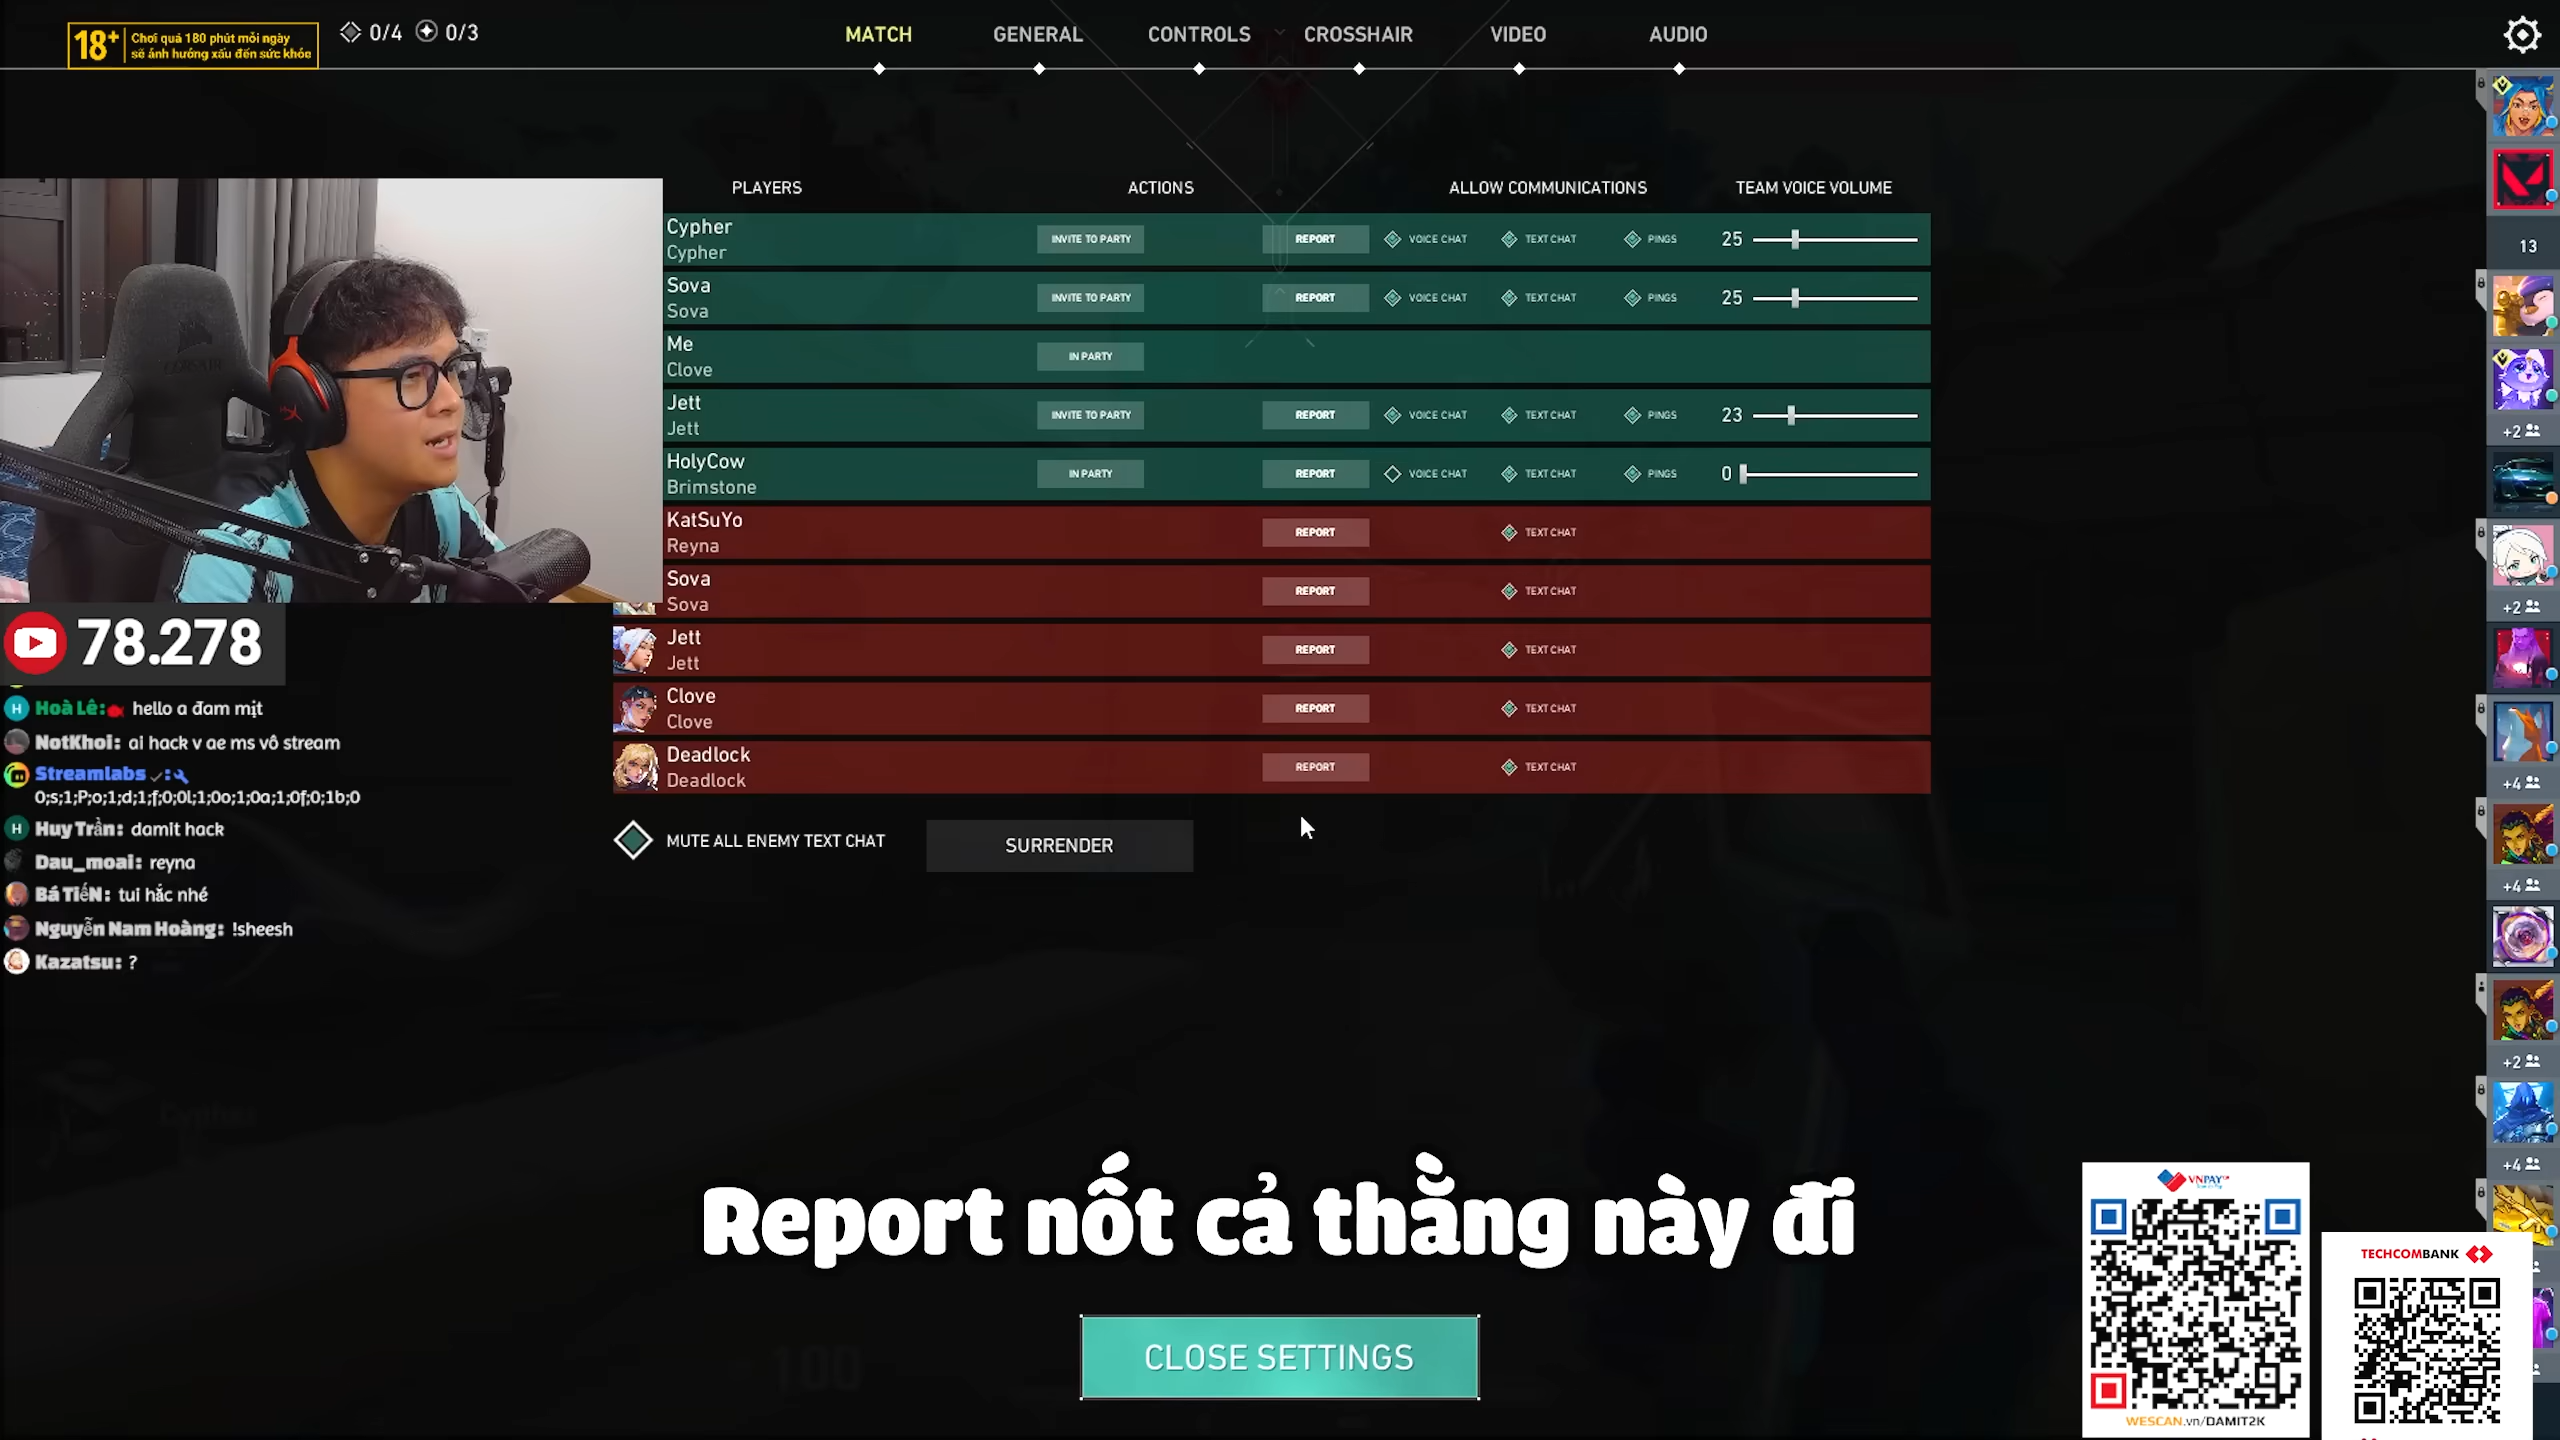 18+
Chơi quá 180 phút mỗi ngày
sẽ ảnh hưởng xấu đến sức khỏe
0/4
0/3
MATCH
GENERAL
CONTROLS
CROSSHAIR
VIDEO
AUDIO
PLAYERS
ACTIONS
ALLOW COMMUNICATIONS
TEAM VOICE VOLUME
Cypher
Cypher
INVITE TO PARTY
REPORT
VOICE CHAT
TEXT CHAT
PINGS
25
Sova
Sova
INVITE TO PARTY
REPORT
VOICE CHAT
TEXT CHAT
PINGS
25
Me
Clove
IN PARTY
Jett
Jett
INVITE TO PARTY
REPORT
VOICE CHAT
TEXT CHAT
PINGS
23
HolyCow
Brimstone
IN PARTY
REPORT
VOICE CHAT
TEXT CHAT
PINGS
0
KatSuYo
Reyna
REPORT
TEXT CHAT
Sova
Sova
REPORT
TEXT CHAT
Jett
Jett
REPORT
TEXT CHAT
Clove
Clove
REPORT
TEXT CHAT
Deadlock
Deadlock
REPORT
TEXT CHAT
MUTE ALL ENEMY TEXT CHAT
SURRENDER
CORSAIR
78.278
H Hoà Lê: hello a đam mịt
NotKhoi: ai hack v ae ms vô stream
Streamlabs :
0;s;1;P;o;1;d;1;f;0;0l;1;0o;1;0a;1;0f;0;1b;0
H Huy Trần: damit hack
Dau_moai: reyna
Bá TiếN: tui hắc nhé
Nguyễn Nam Hoàng: !sheesh
Kazatsu: ?
Report nốt cả thằng này đi
CLOSE SETTINGS
100
VNPAY
WESCAN.vn/DAMIT2K
TECHCOMBANK
13
+2
+2
+4
+4
+2
+4